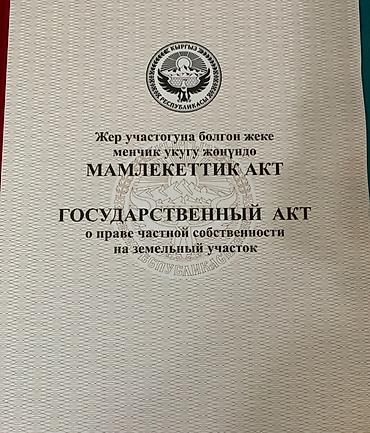 КЫРГЫЗ
РЕСПУБЛИКАСЫ
Жер участогуна болгон жеке
менчик укугу жөнүндө
МАМЛЕКЕТТИК АКТ
ГОСУДАРСТВЕННЫЙ АКТ
о праве частной собственности
на земельный участок
РЕСПУБЛИКАСЫ